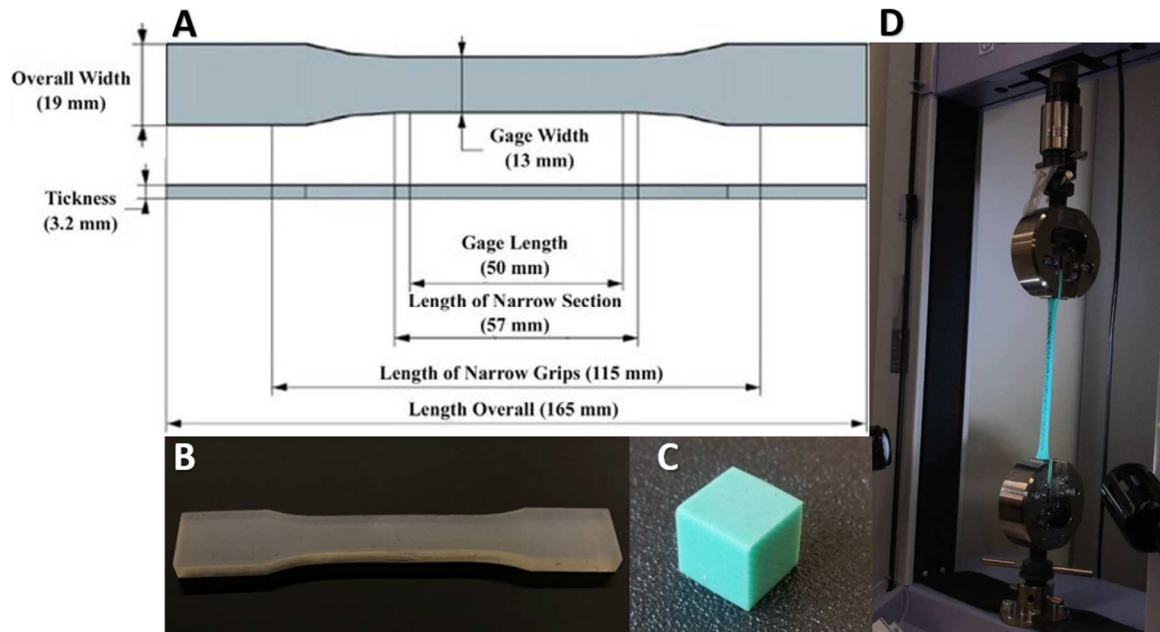 A
D
Overall Width
(19 mm)
Gage Width
(13 mm)
Tickness
(3.2 mm)
Gage Length
(50 mm)
Length of Narrow Section
(57 mm)
Length of Narrow Grips (115 mm)
Length Overall (165 mm)
B
C